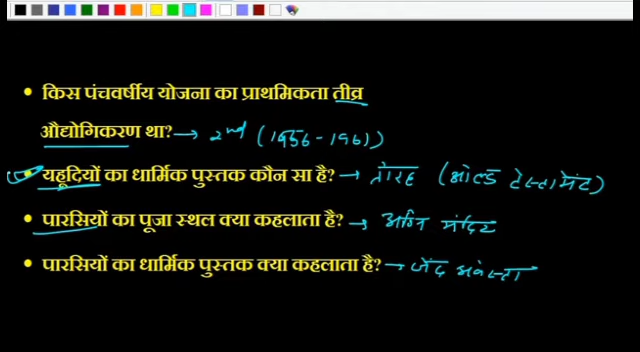 • किस पंचवर्षीय योजना का प्राथमिकता तीव्र
औद्योगिकरण था? → 2nd (1956-1961)
• यहूदियों का धार्मिक पुस्तक कौन सा है? → तोरह (ओल्ड टेस्टामेंट)
• पारसियों का पूजा स्थल क्या कहलाता है? → अग्नि मंदिर
• पारसियों का धार्मिक पुस्तक क्या कहलाता है? → जेंद अवेस्ता